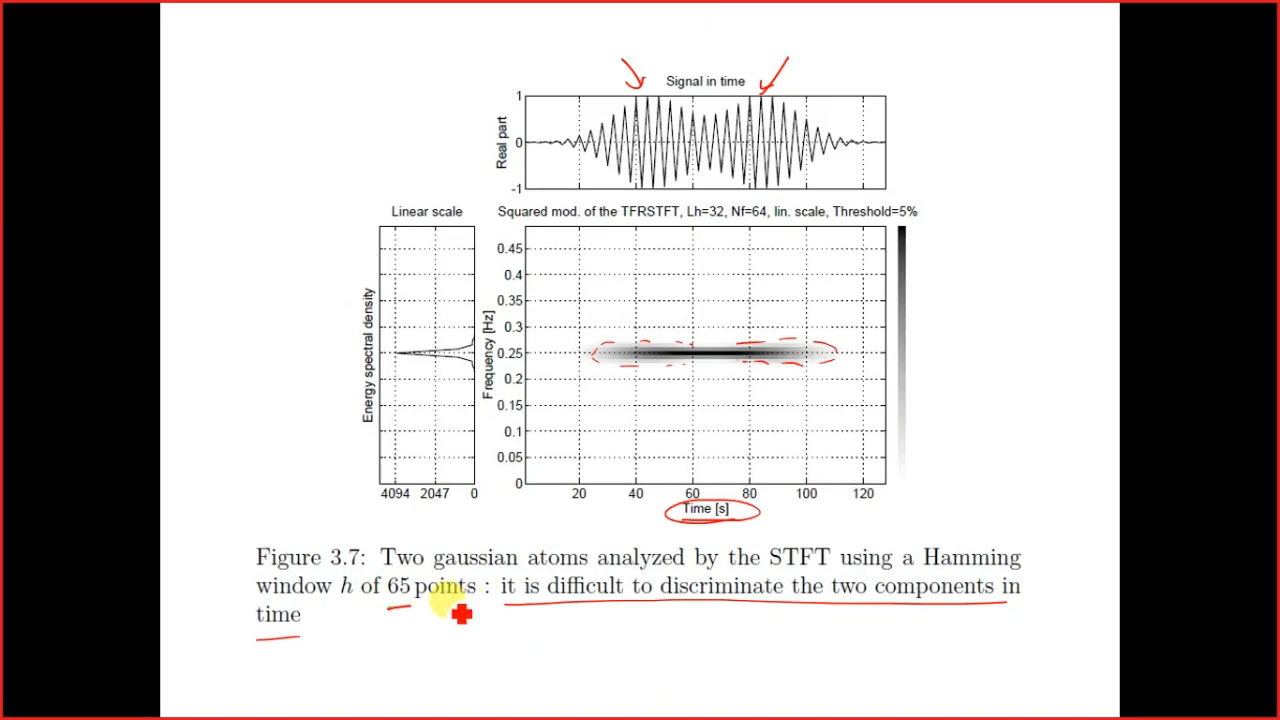 Signal in time
1
0
-1
Real part
Linear scale
Squared mod. of the TFRSTFT, Lh=32, Nf=64, lin. scale, Threshold=5%
Energy spectral density
4094 2047 0
Frequency [Hz]
0.45
0.4
0.35
0.3
0.25
0.2
0.15
0.1
0.05
0
20 40 60 80 100 120
Time [s]
Figure 3.7: Two gaussian atoms analyzed by the STFT using a Hamming
window h of 65 points : it is difficult to discriminate the two components in
time